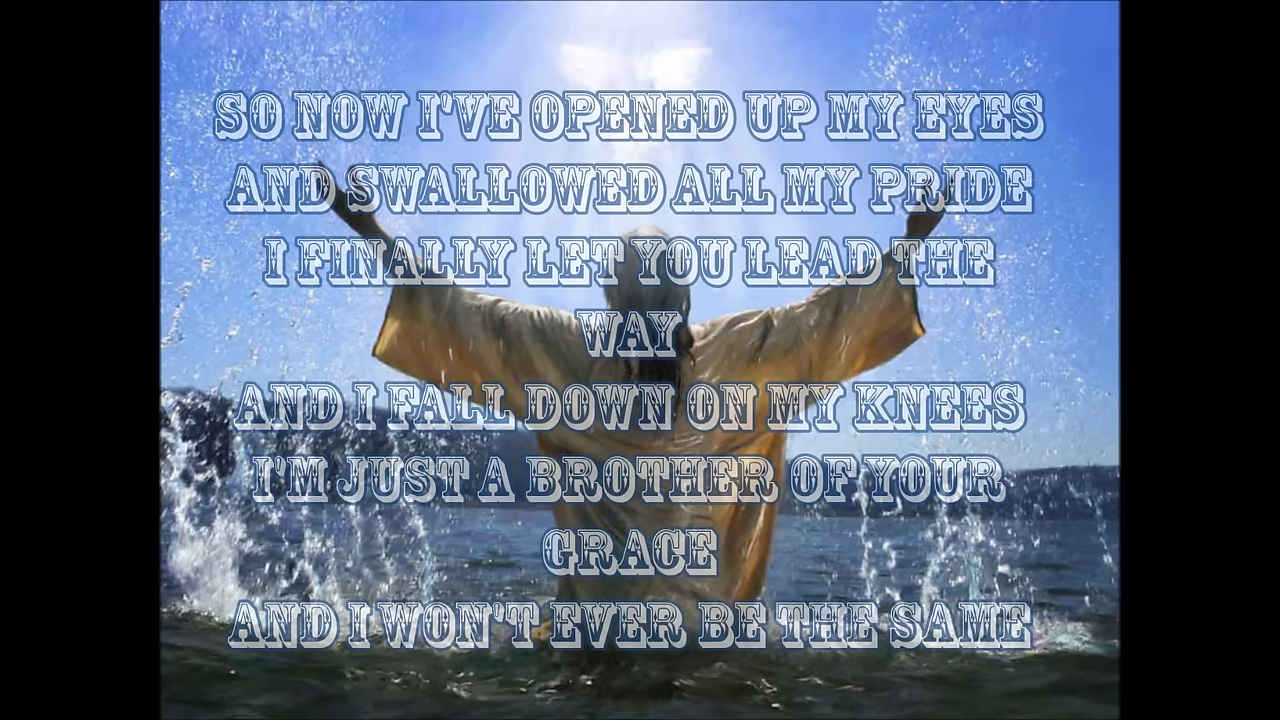 SO NOW I'VE OPENED UP MY EYES
AND SWALLOWED ALL MY PRIDE
I FINALLY LET YOU LEAD THE
WAY
AND I FALL DOWN ON MY KNEES
I'M JUST A BROTHER OF YOUR
GRACE
AND I WON'T EVER BE THE SAME